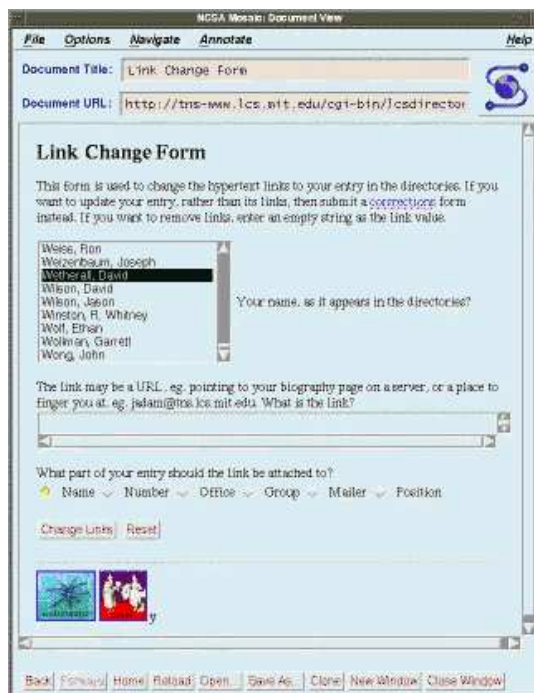 NCSA Mosaic: Document View
File Options Navigate Annotate Help
Document Title: Link Change Form
Document URL: http://tns-www.lcs.mit.edu/cgi-bin/lcsdirector
Link Change Form
This form is used to change the hypertext links to your entry in the directories. If you
want to update your entry, rather than its links, then submit a corrections form
instead. If you want to remove links, enter an empty string as the link value.
Weise, Ron
Weizenbaum, Joseph
Wetherall, David
Wilson, David
Wilson, Jason
Winston, R, Whitney
Wolf, Ethan
Wollman, Garrett
Wong, John
Your name, as it appears in the directories?
The link may be a URL, eg. pointing to your biography page on a server, or a place to
finger you at, eg. jadam@tns.lcs.mit.edu. What is the link?
What part of your entry should the link be attached to?
Name Number Office Group Mailer Position
Change Links Reset
y
Back Forward Home Reload Open... Save As... Clone New Window Close Window